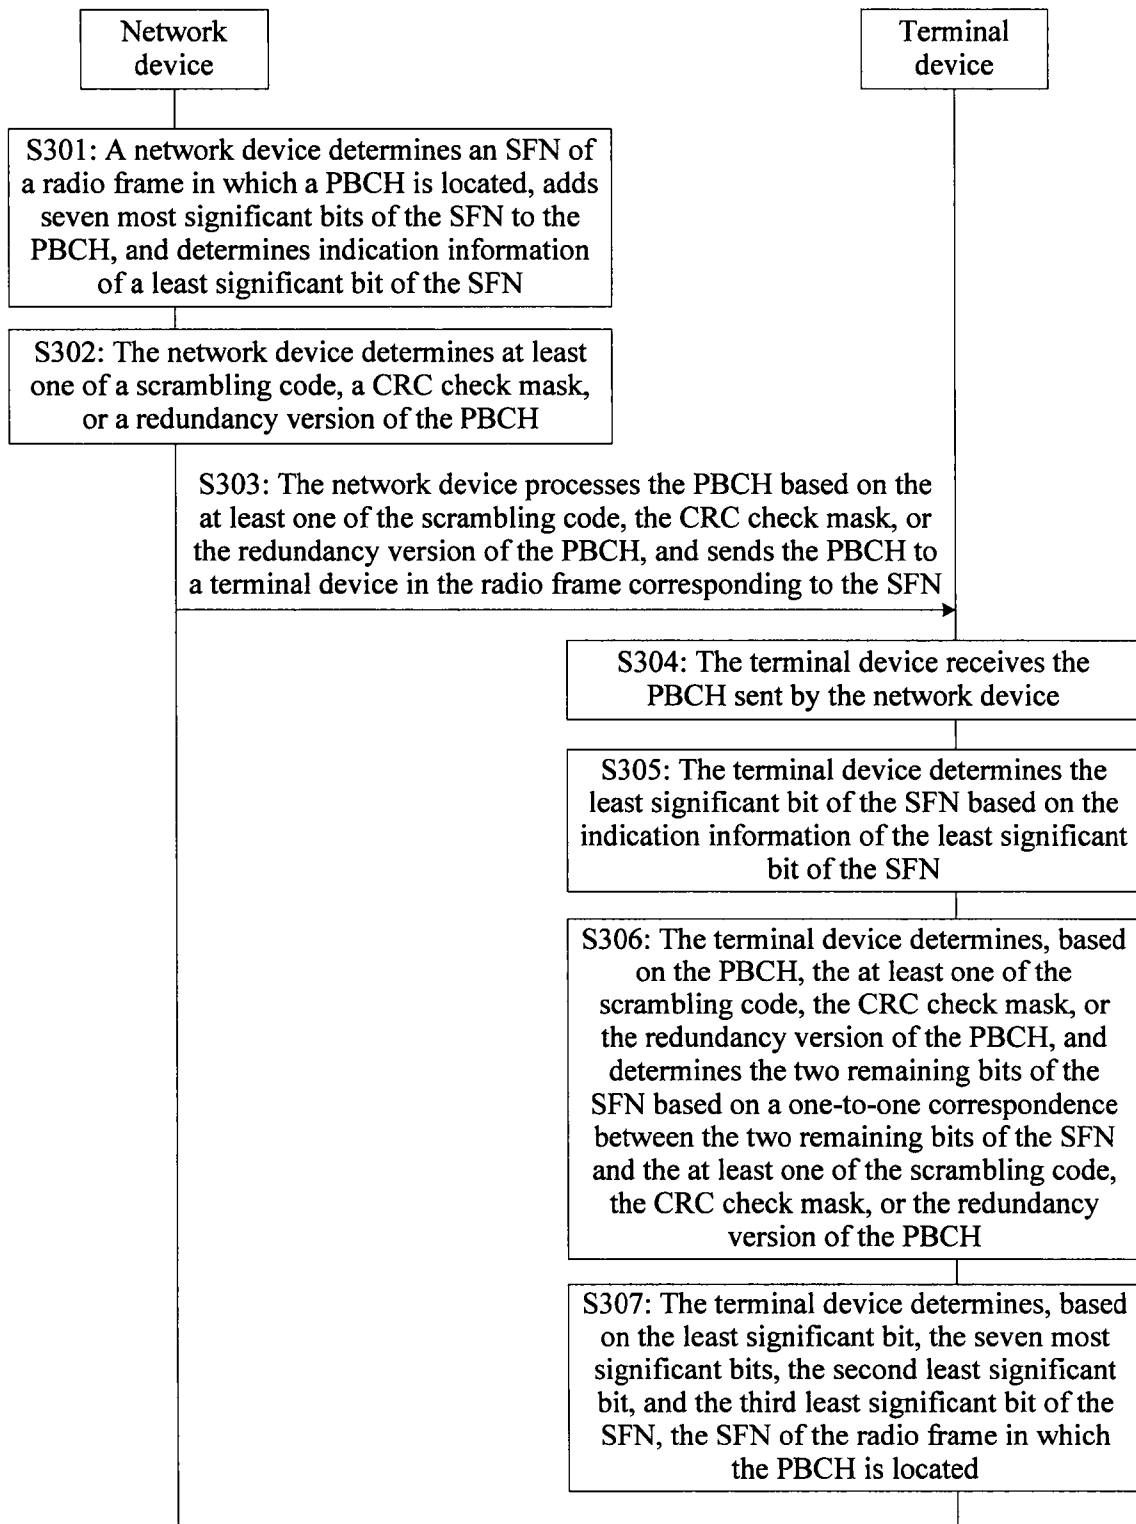 Network
device
Terminal
device
S301: A network device determines an SFN of
a radio frame in which a PBCH is located, adds
seven most significant bits of the SFN to the
PBCH, and determines indication information
of a least significant bit of the SFN
S302: The network device determines at least
one of a scrambling code, a CRC check mask,
or a redundancy version of the PBCH
S303: The network device processes the PBCH based on the
at least one of the scrambling code, the CRC check mask, or
the redundancy version of the PBCH, and sends the PBCH to
a terminal device in the radio frame corresponding to the SFN
S304: The terminal device receives the
PBCH sent by the network device
S305: The terminal device determines the
least significant bit of the SFN based on the
indication information of the least significant
bit of the SFN
S306: The terminal device determines, based
on the PBCH, the at least one of the
scrambling code, the CRC check mask, or
the redundancy version of the PBCH, and
determines the two remaining bits of the
SFN based on a one-to-one correspondence
between the two remaining bits of the SFN
and the at least one of the scrambling code,
the CRC check mask, or the redundancy
version of the PBCH
S307: The terminal device determines, based
on the least significant bit, the seven most
significant bits, the second least significant
bit, and the third least significant bit of the
SFN, the SFN of the radio frame in which
the PBCH is located